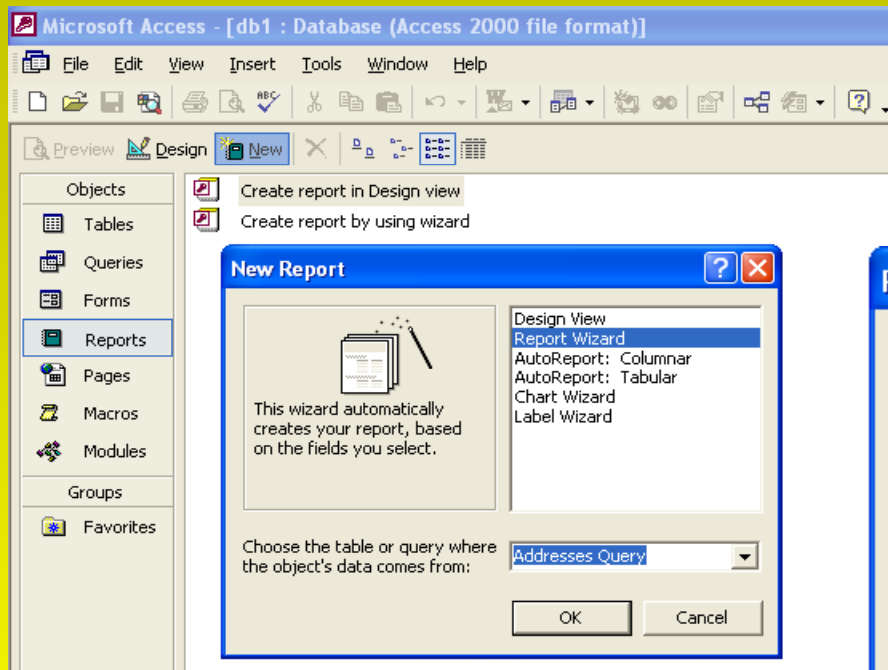 Microsoft Access - [db1 : Database (Access 2000 file format)]
File Edit View Insert Tools Window Help
ABC
Preview Design New
Objects
Tables
Queries
Forms
Reports
Pages
Macros
Modules
Groups
Favorites
Create report in Design view
Create report by using wizard
New Report
This wizard automatically
creates your report, based
on the fields you select.
Design View
Report Wizard
AutoReport: Columnar
AutoReport: Tabular
Chart Wizard
Label Wizard
Choose the table or query where
the object's data comes from:
Addresses Query
OK Cancel